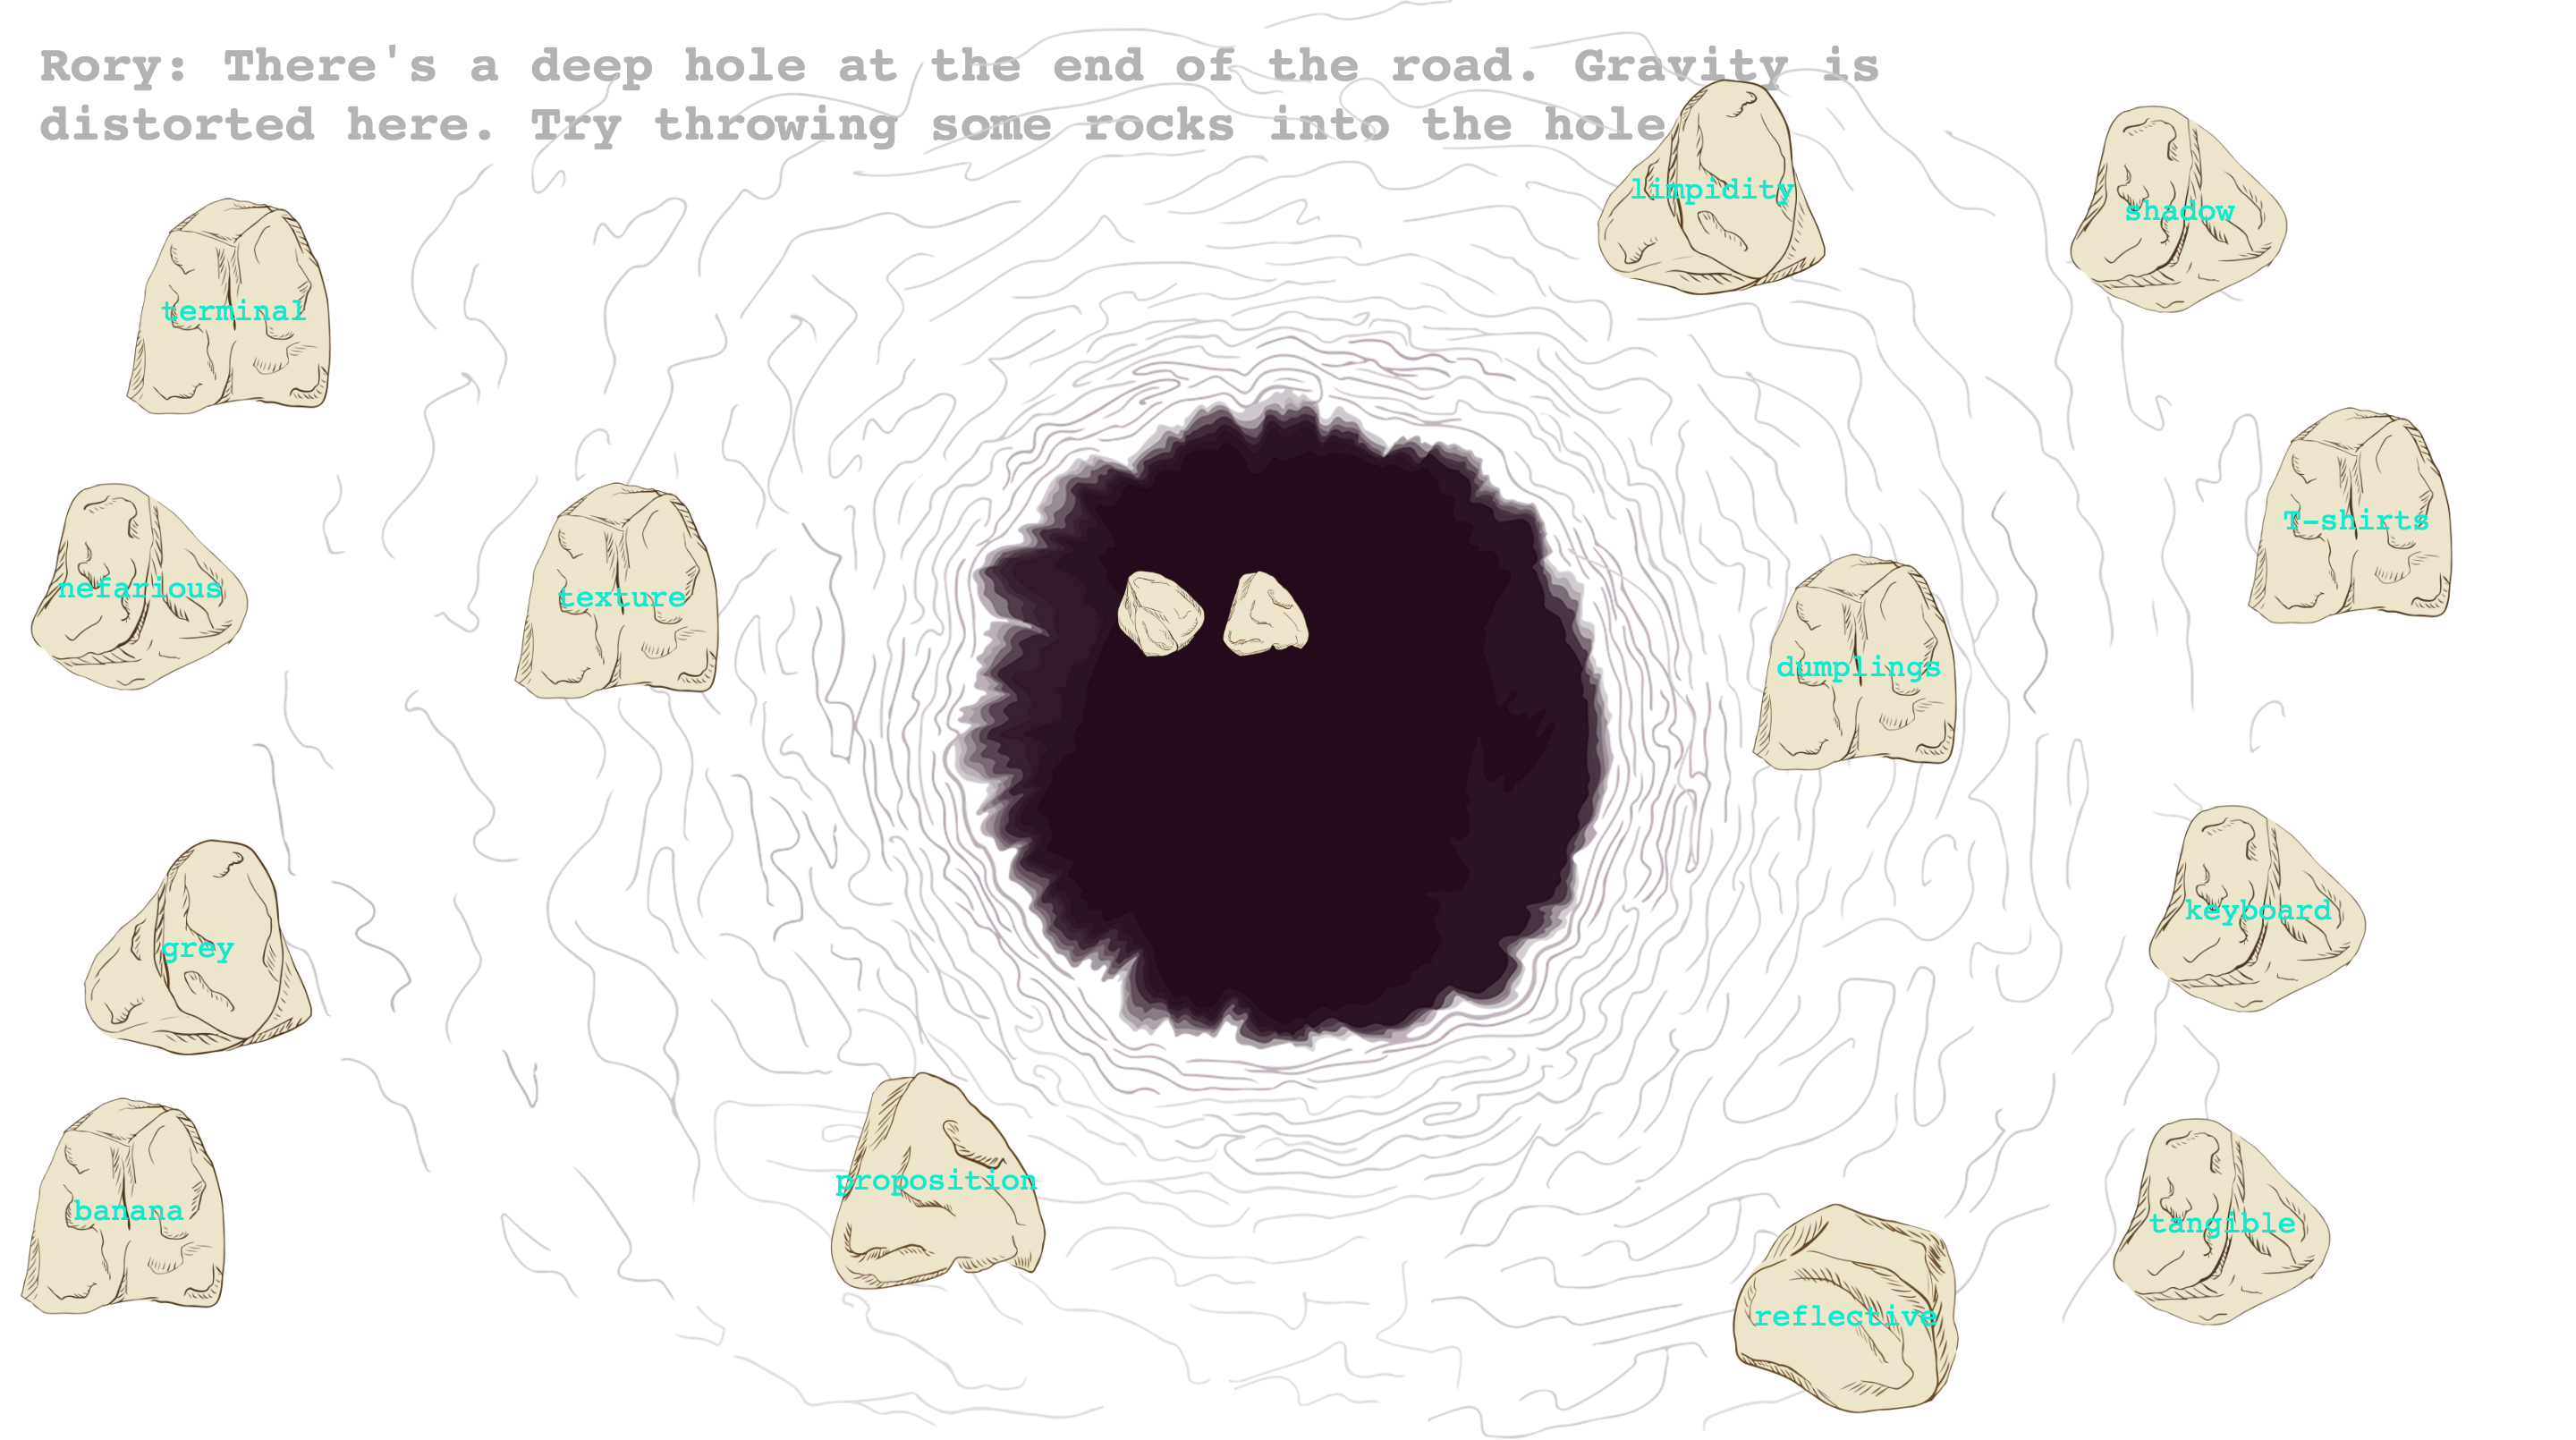 Rory: There's a deep hole at the end of the road. Gravity is
distorted here. Try throwing some rocks into the hole
limpidity
shadow
terminal
T-shirts
nefarious
texture
dumplings
keyboard
grey
proposition
banana
tangible
reflective